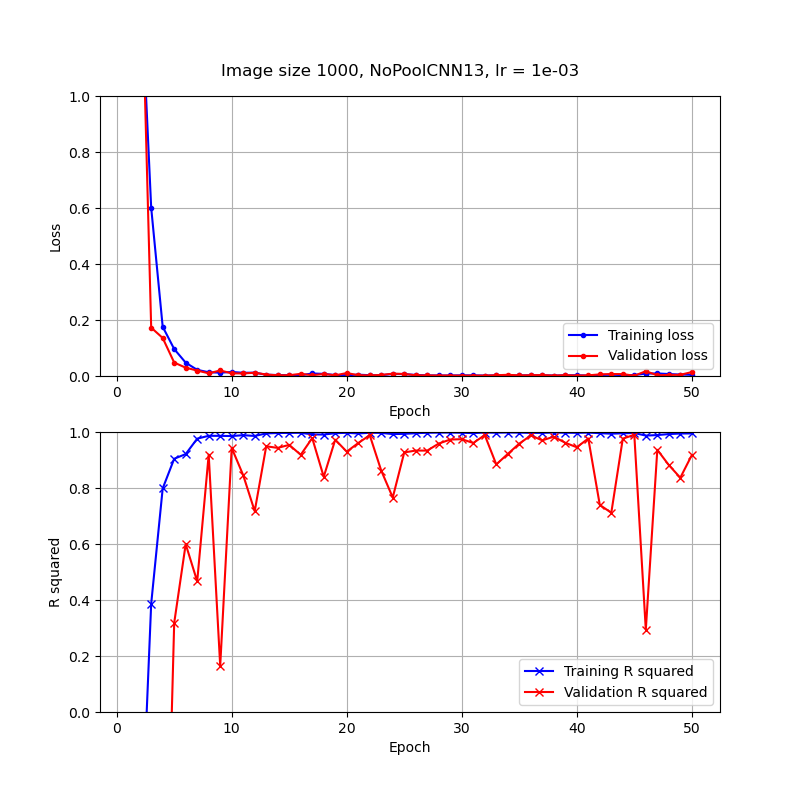 Image size 1000, NoPoolCNN13, lr = 1e-03
1.0
0.8
0.6
0.4
0.2
0.0
Loss
Training loss
Validation loss
0 10 20 30 40 50
Epoch
1.0
0.8
0.6
0.4
0.2
0.0
R squared
Training R squared
Validation R squared
0 10 20 30 40 50
Epoch